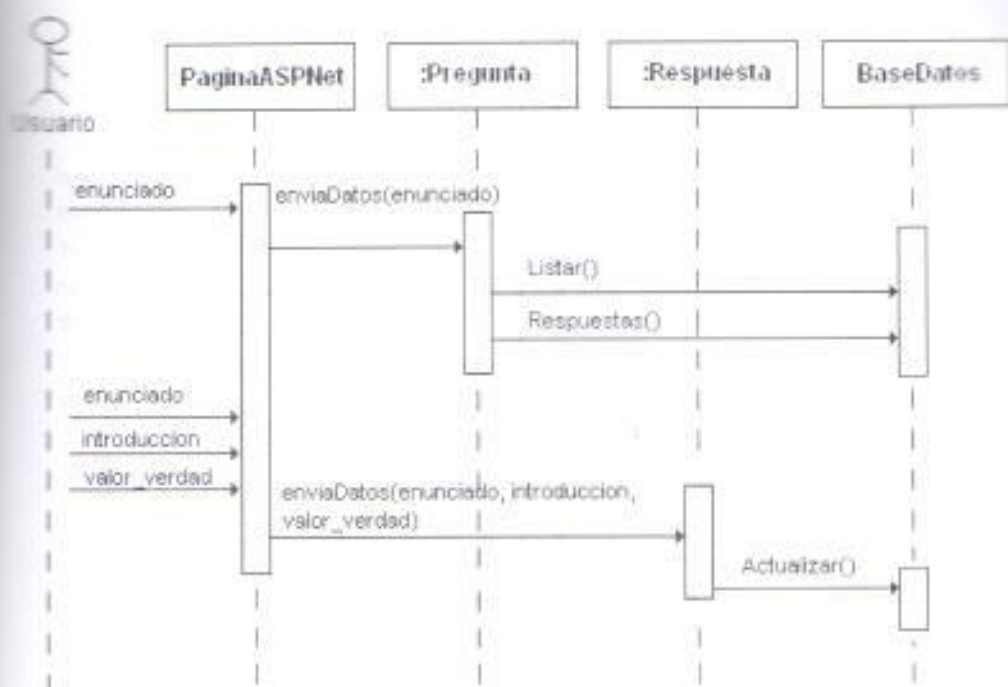 PaginaASPNet
:Pregunta
:Respuesta
BaseDatos
Usuario
enunciado
enviaDatos(enunciado)
Listar()
Respuestas()
enunciado
introduccion
valor_verdad
enviaDatos(enunciado, introduccion,
valor_verdad)
Actualizar()